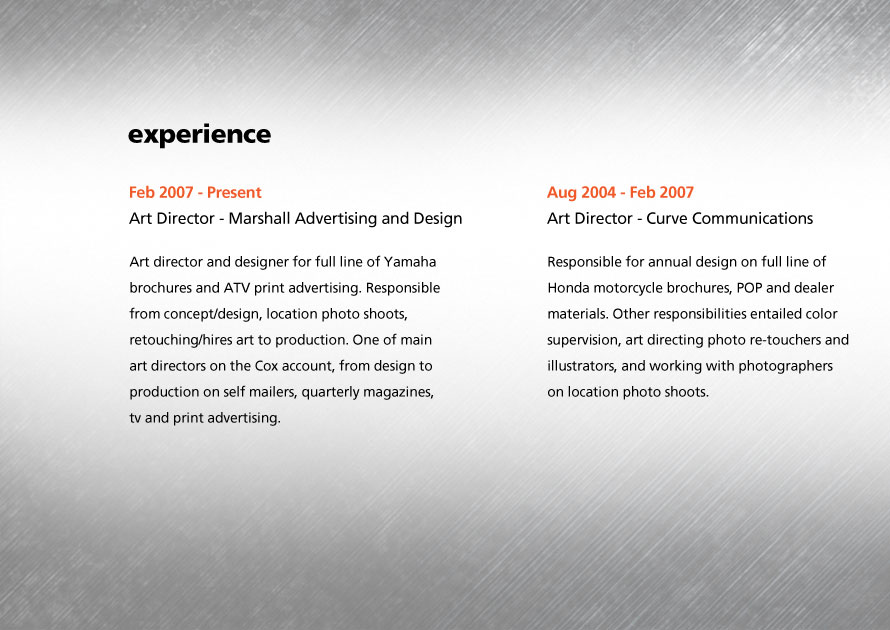 experience
Feb 2007 - Present
Art Director - Marshall Advertising and Design
Art director and designer for full line of Yamaha
brochures and ATV print advertising. Responsible
from concept/design, location photo shoots,
retouching/hires art to production. One of main
art directors on the Cox account, from design to
production on self mailers, quarterly magazines,
tv and print advertising.
Aug 2004 - Feb 2007
Art Director - Curve Communications
Responsible for annual design on full line of
Honda motorcycle brochures, POP and dealer
materials. Other responsibilities entailed color
supervision, art directing photo re-touchers and
illustrators, and working with photographers
on location photo shoots.